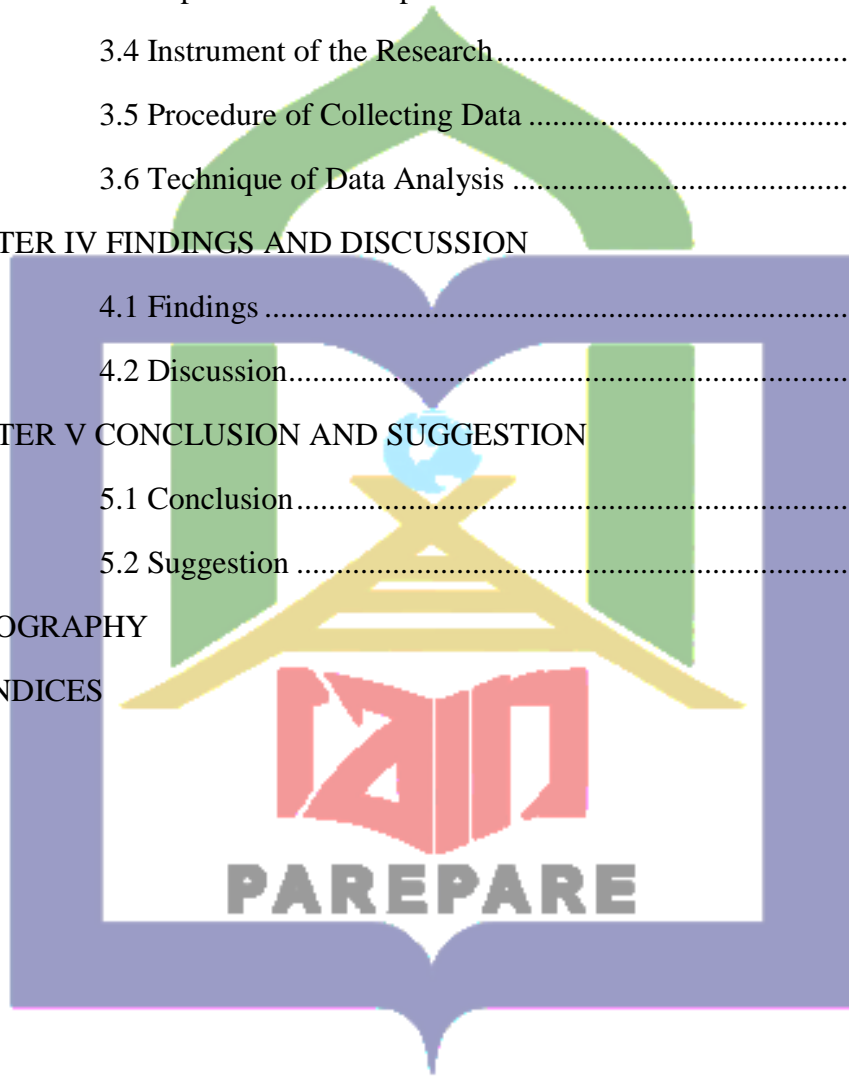 3.4 Instrument of the Research................................................
3.5 Procedure of Collecting Data ...........................................
3.6 Technique of Data Analysis .............................................
TER IV FINDINGS AND DISCUSSION
4.1 Findings ................................................................................
4.2 Discussion.............................................................................
TER V CONCLUSION AND SUGGESTION
5.1 Conclusion............................................................................
5.2 Suggestion ............................................................................
OGRAPHY
NDICES
iain
PAREPARE